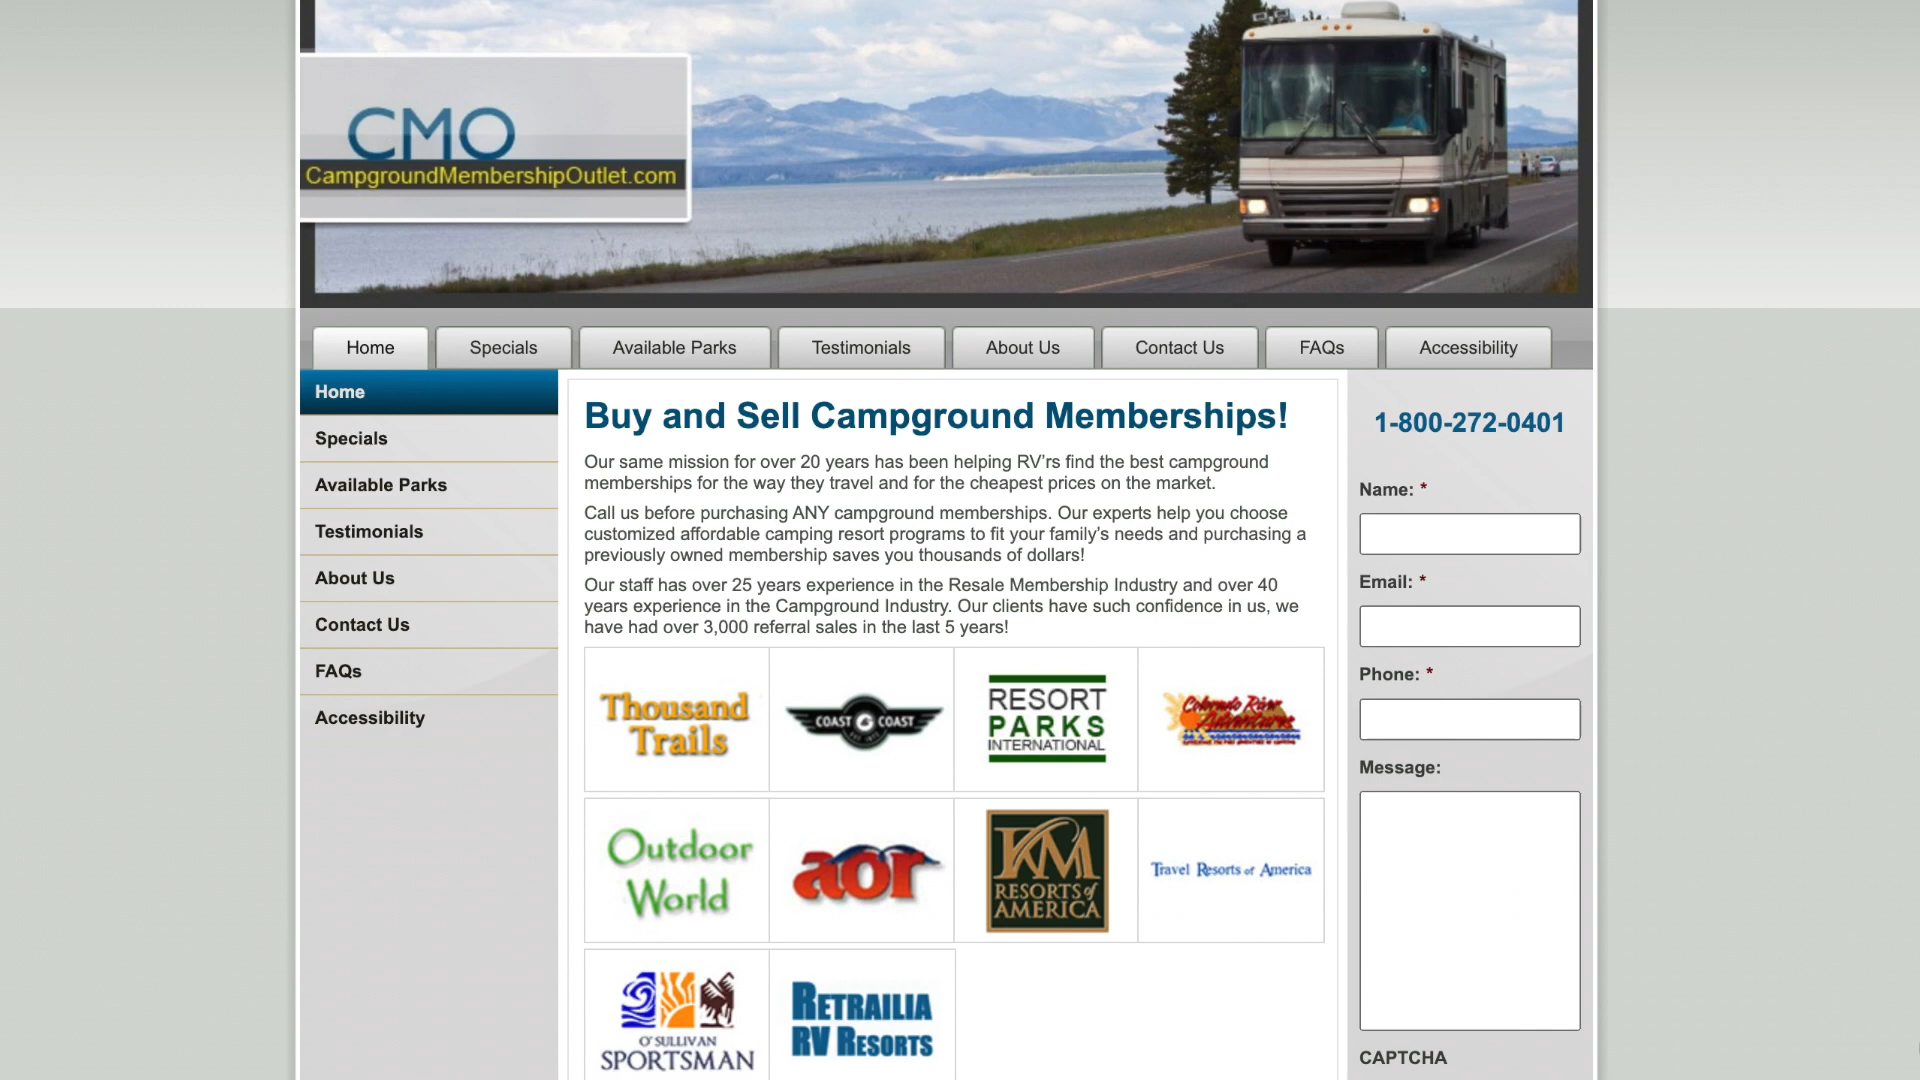 CMO
CampgroundMembershipOutlet.com
Home
Specials
Available Parks
Testimonials
About Us
Contact Us
FAQs
Accessibility
Home
Specials
Available Parks
Testimonials
About Us
Contact Us
FAQs
Accessibility
Buy and Sell Campground Memberships!
Our same mission for over 20 years has been helping RV’rs find the best campground
memberships for the way they travel and for the cheapest prices on the market.
Call us before purchasing ANY campground memberships. Our experts help you choose
customized affordable camping resort programs to fit your family’s needs and purchasing a
previously owned membership saves you thousands of dollars!
Our staff has over 25 years experience in the Resale Membership Industry and over 40
years experience in the Campground Industry. Our clients have such confidence in us, we
have had over 3,000 referral sales in the last 5 years!
Thousand
Trails
COAST COAST
RESORT
PARKS
INTERNATIONAL
Colorado River
Adventures
Outdoor
World
aor
KM
RESORTS of
AMERICA
Travel Resorts of America
O'SULLIVAN
SPORTSMAN
RETRAILIA
RV RESORTS
1-800-272-0401
Name: *
Email: *
Phone: *
Message:
CAPTCHA